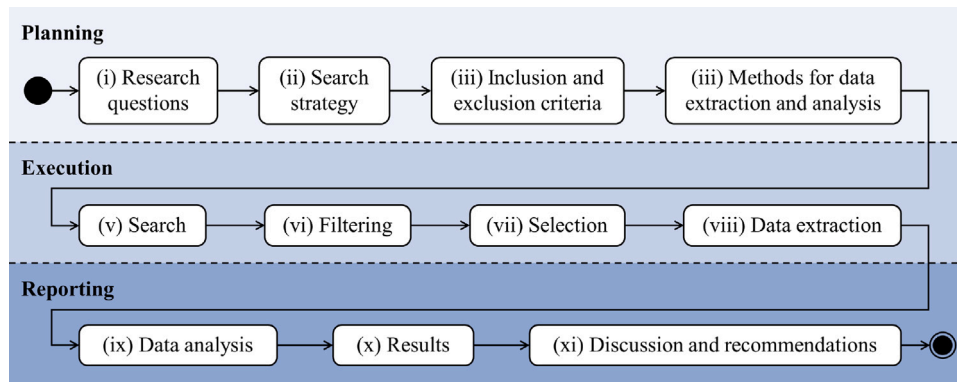 Planning
(i) Research
questions
(ii) Search
strategy
(iii) Inclusion and
exclusion criteria
(iii) Methods for data
extraction and analysis
Execution
(v) Search
(vi) Filtering
(vii) Selection
(viii) Data extraction
Reporting
(ix) Data analysis
(x) Results
(xi) Discussion and recommendations